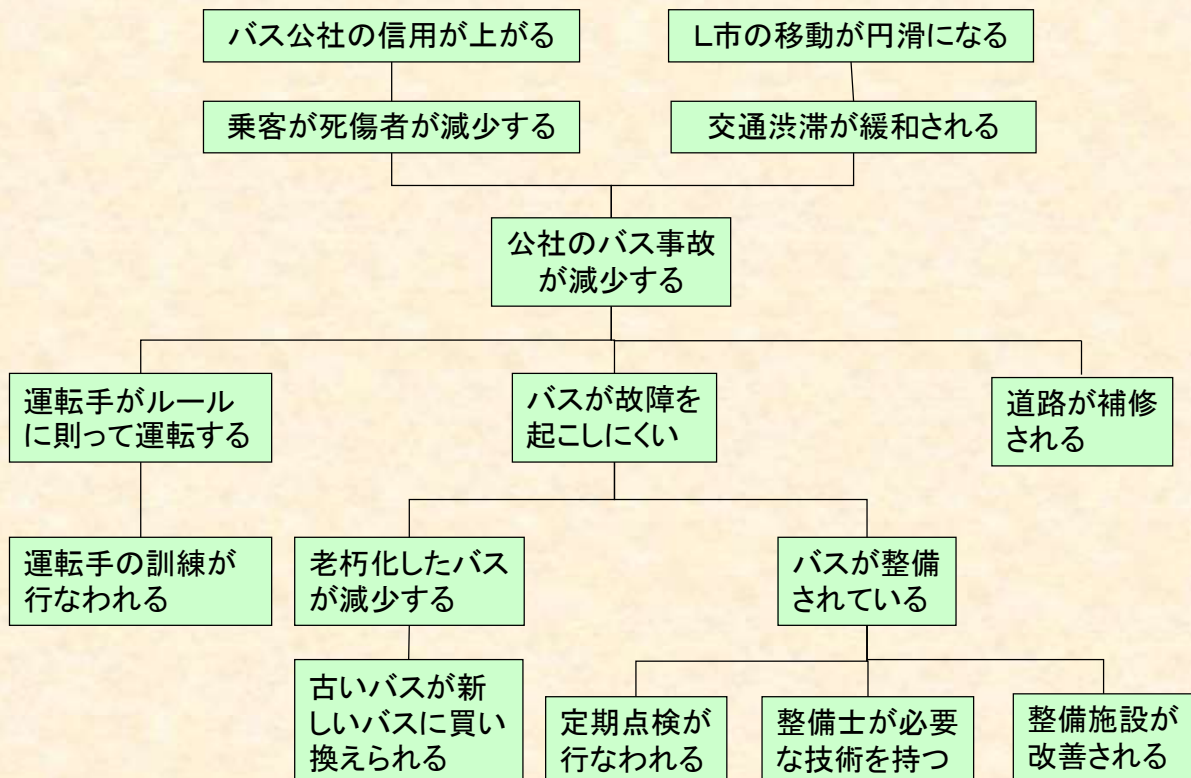 バス公社の信用が上がる
L市の移動が円滑になる
乗客が死傷者が減少する
交通渋滞が緩和される
公社のバス事故
が減少する
運転手がルール
に則って運転する
バスが故障を
起こしにくい
道路が補修
される
運転手の訓練が
行なわれる
老朽化したバス
が減少する
バスが整備
されている
古いバスが新
しいバスに買い
換えられる
定期点検が
行なわれる
整備士が必要
な技術を持つ
整備施設が
改善される